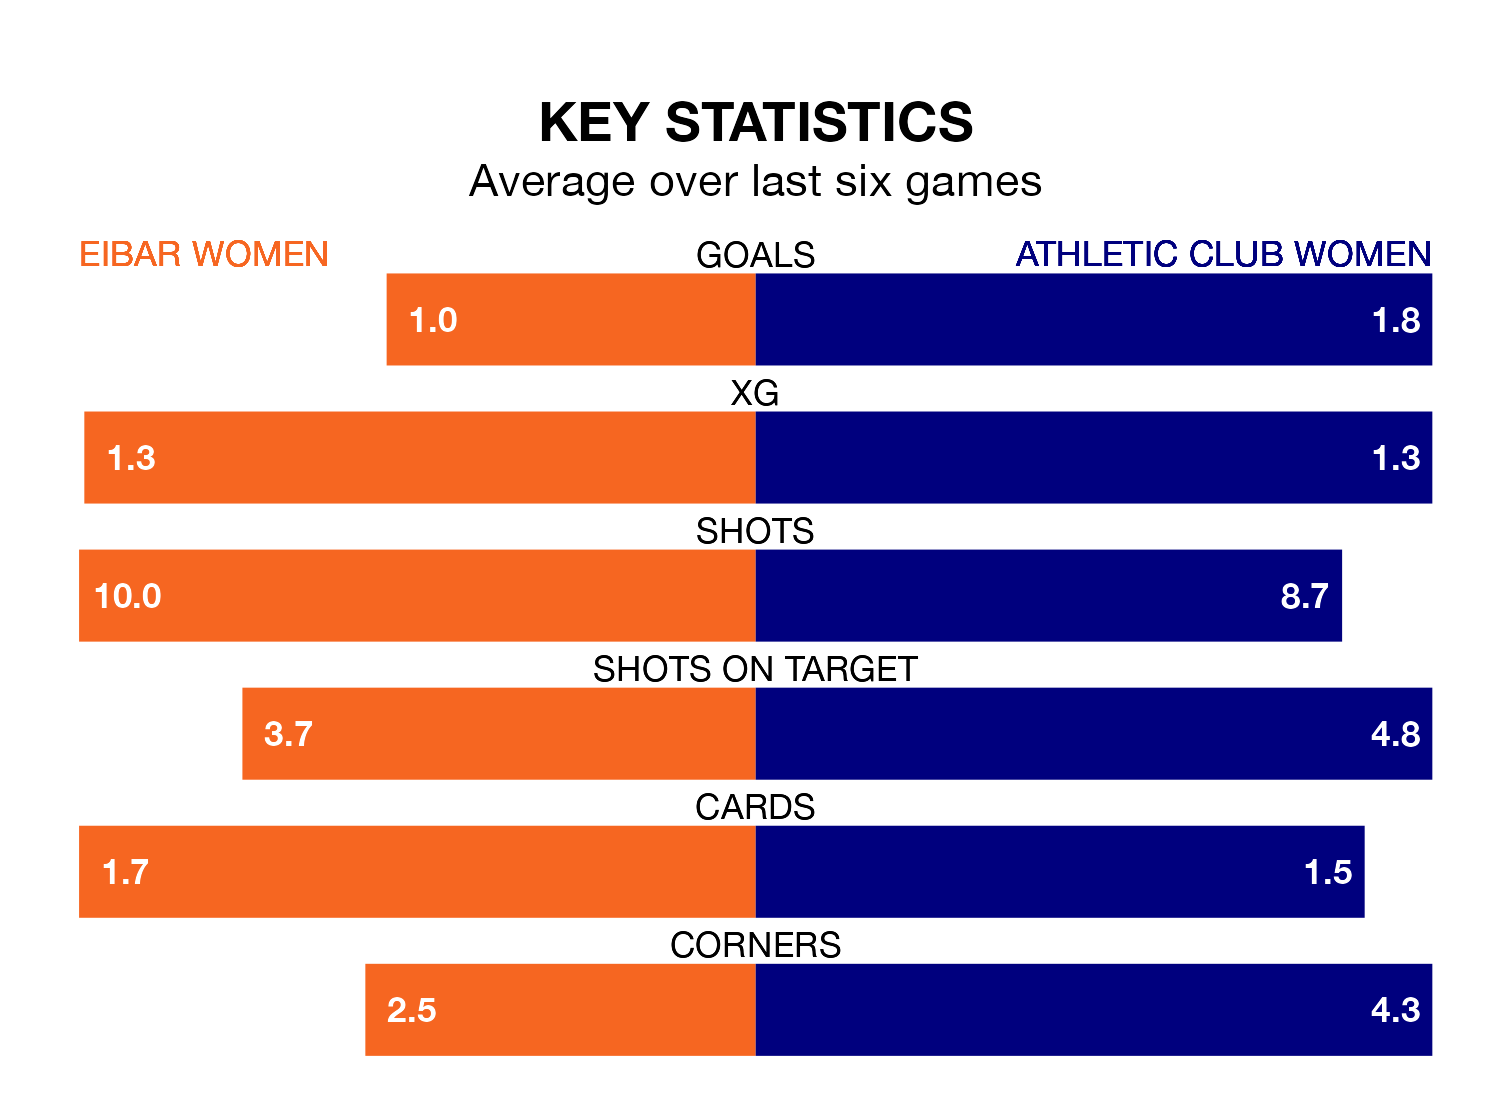 KEY STATISTICS
Average over last six games
EIBAR WOMEN GOALS ATHLETIC CLUB WOMEN
1.0 1.8
XG
1.3 1.3
SHOTS
10.0 8.7
SHOTS ON TARGET
3.7 4.8
CARDS
1.7 1.5
CORNERS
2.5 4.3